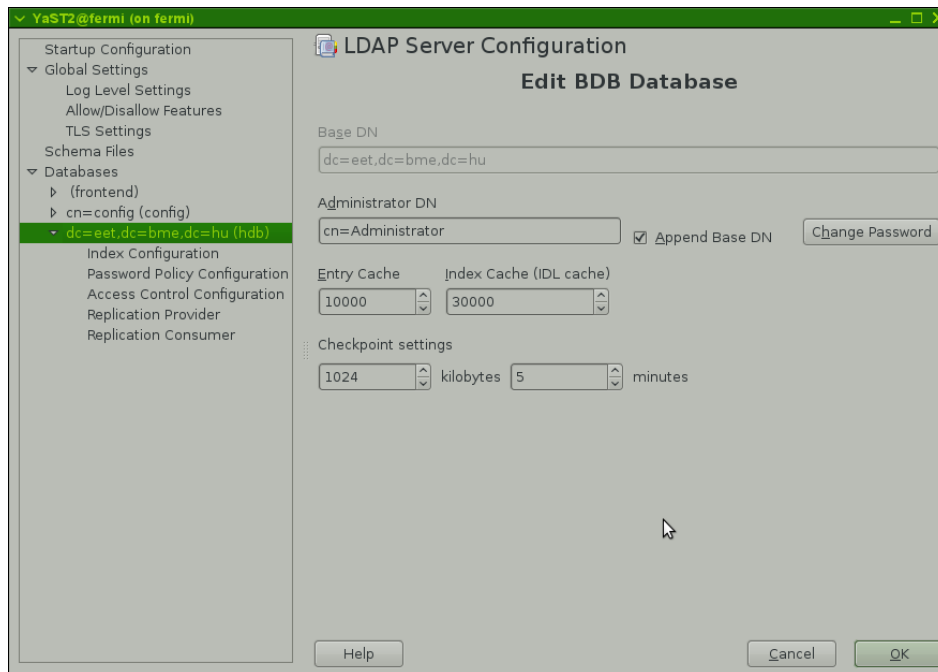 YaST2@fermi (on fermi)
Startup Configuration
Global Settings
Log Level Settings
Allow/Disallow Features
TLS Settings
Schema Files
Databases
(frontend)
cn=config (config)
dc=eet,dc=bme,dc=hu (hdb)
Index Configuration
Password Policy Configuration
Access Control Configuration
Replication Provider
Replication Consumer
LDAP Server Configuration
Edit BDB Database
Base DN
dc=eet,dc=bme,dc=hu
Administrator DN
cn=Administrator
Append Base DN
Change Password
Entry Cache Index Cache (IDL cache)
10000 30000
Checkpoint settings
1024 kilobytes 5 minutes
Help Cancel OK